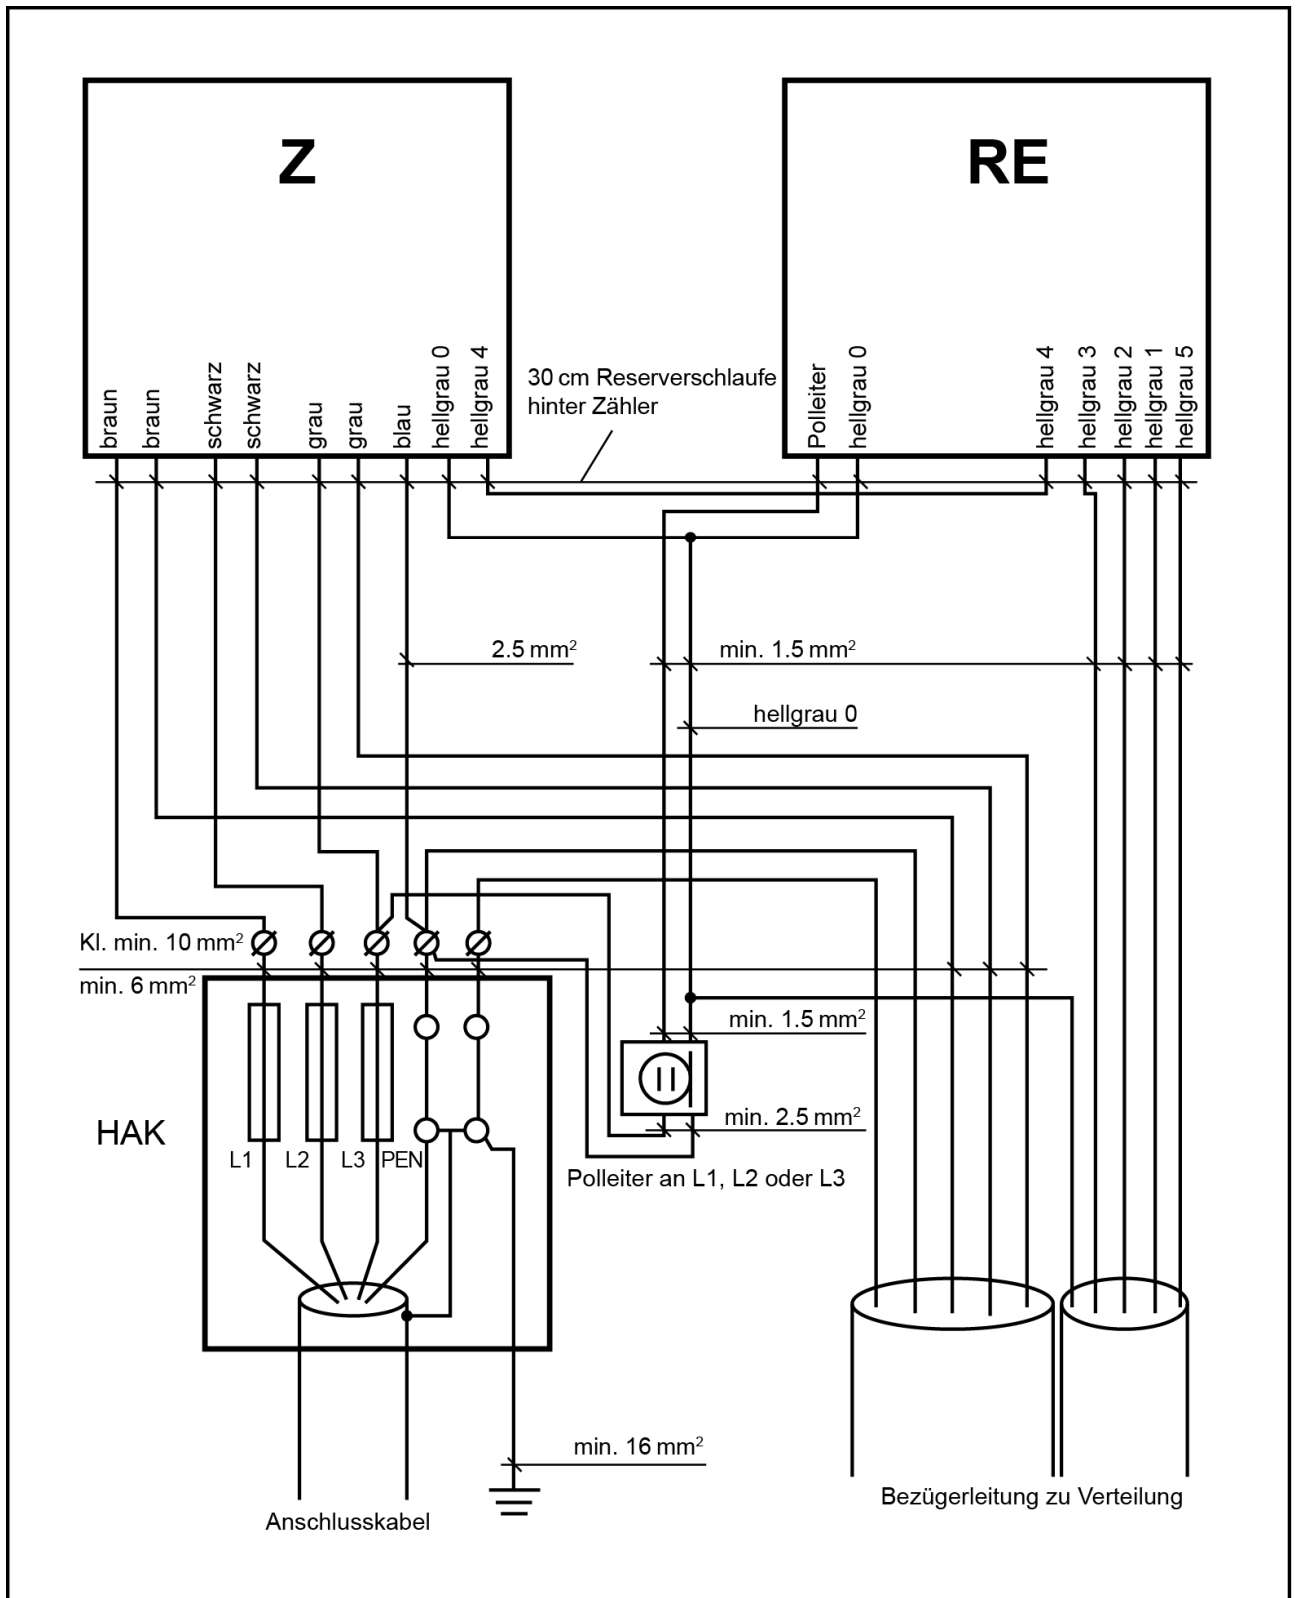 Z
RE
braun
braun
schwarz
schwarz
grau
grau
blau
hellgrau 0
hellgrau 4
30 cm Reserverschlaufe
hinter Zähler
Polleiter
hellgrau 0
hellgrau 4
hellgrau 3
hellgrau 2
hellgrau 1
hellgrau 5
2.5 mm²
min. 1.5 mm²
hellgrau 0
Kl. min. 10 mm²
min. 6 mm²
min. 1.5 mm²
min. 2.5 mm²
HAK
L1
L2
L3
PEN
Polleiter an L1, L2 oder L3
min. 16 mm²
Anschlusskabel
Bezügerleitung zu Verteilung